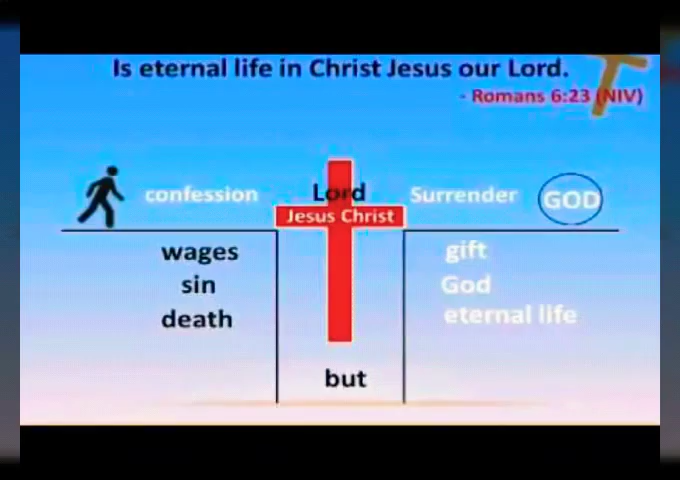 Is eternal life in Christ Jesus our Lord.
- Romans 6:23 (NIV)
confession Lord Surrender GOD
Jesus Christ
wages gift
sin God
death eternal life
but